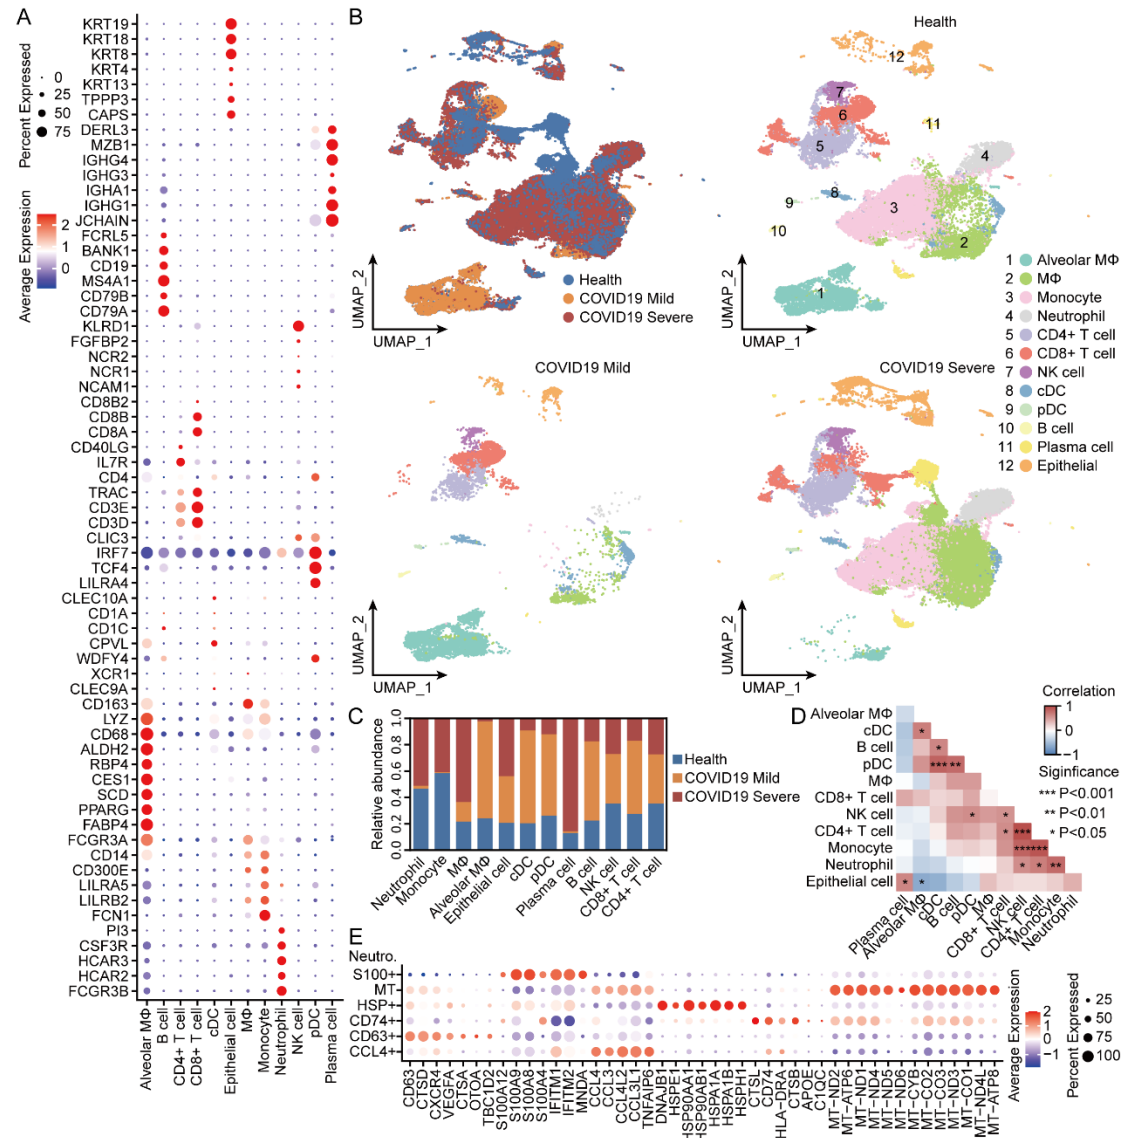 A
Percent Expressed
0
25
50
75
Average Expression
2
1
0
KRT19
KRT18
KRT8
KRT4
KRT13
TPPP3
CAPS
DERL3
MZB1
IGHG4
IGHG3
IGHA1
IGHG1
JCHAIN
FCRL5
BANK1
CD19
MS4A1
CD79B
CD79A
KLRD1
FGFBP2
NCR2
NCR1
NCAM1
CD8B2
CD8B
CD8A
CD40LG
IL7R
CD4
TRAC
CD3E
CD3D
CLIC3
IRF7
TCF4
LILRA4
CLEC10A
CD1A
CD1C
CPVL
WDFY4
XCR1
CLEC9A
CD163
LYZ
CD68
ALDH2
RBP4
CES1
SCD
PPARG
FABP4
FCGR3A
CD14
CD300E
LILRA5
LILRB2
FCN1
PI3
CSF3R
HCAR3
HCAR2
FCGR3B
Alveolar MΦ
B cell
CD4+ T cell
CD8+ T cell
cDC
Epithelial cell
MΦ
Monocyte
Neutrophil
NK cell
pDC
Plasma cell
B
Health
COVID19 Mild
COVID19 Severe
UMAP_2
UMAP_1
Health
12
7
6
5
11
4
8
9
3
10
2
1
UMAP_2
UMAP_1
1 Alveolar MΦ
2 MΦ
3 Monocyte
4 Neutrophil
5 CD4+ T cell
6 CD8+ T cell
7 NK cell
8 cDC
9 pDC
10 B cell
11 Plasma cell
12 Epithelial
COVID19 Mild
UMAP_2
UMAP_1
COVID19 Severe
UMAP_2
UMAP_1
C
Relative abundance
1.0
0.8
0.6
0.4
0.2
0.0
Neutrophil
Monocyte
MΦ
Alveolar MΦ
Epithelial cell
cDC
pDC
Plasma cell
B cell
NK cell
CD8+ T cell
CD4+ T cell
Health
COVID19 Mild
COVID19 Severe
D
Alveolar MΦ
cDC
B cell
pDC
MΦ
CD8+ T cell
NK cell
CD4+ T cell
Monocyte
Neutrophil
Epithelial cell
Plasma cell
Alveolar MΦ
cDC
B cell
pDC
MΦ
CD8+ T cell
NK cell
CD4+ T cell
Monocyte
Neutrophil
*
*
*** **
* *
* ***
*** ***
* * **
* *
Correlation
1
0
−1
Siginficance
*** P<0.001
** P<0.01
* P<0.05
E
Neutro.
S100+
MT
HSP+
CD74+
CD63+
CCL4+
CD63
CTSD
CXCR4
VEGFA
CTSA
OTOA
TBC1D2
S100A12
S100A9
S100A8
S100A4
IFITM1
IFITM2
MNDA
CCL4
CCL3
CCL4L2
CCL3L1
TNFAIP6
DNAJB1
HSPE1
HSP90AA1
HSP90AB1
HSPA1A
HSPA1B
HSPH1
CTSL
CD74
HLA−DRA
CTSB
APOE
C1QC
MT−ND2
MT−ATP6
MT−ND1
MT−ND4
MT−ND5
MT−ND6
MT−CYB
MT−CO2
MT−CO3
MT−ND3
MT−CO1
MT−ND4L
MT−ATP8
Average Expression
2
1
0
−1
Percent Expressed
25
50
75
100